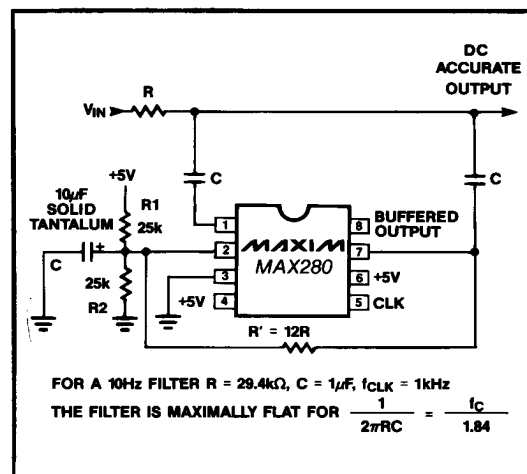 DC
ACCURATE
OUTPUT
R
VIN
C
C
+5V
10µF
SOLID
TANTALUM
R1
25k
C
+
25k
R2
1
2
3
4
MAXIM
MAX280
8
7
6
5
BUFFERED
OUTPUT
+5V
CLK
+5V
R' = 12R
FOR A 10Hz FILTER R = 29.4kΩ, C = 1µF, fCLK = 1kHz
THE FILTER IS MAXIMALLY FLAT FOR 1 / 2πRC = fC / 1.84